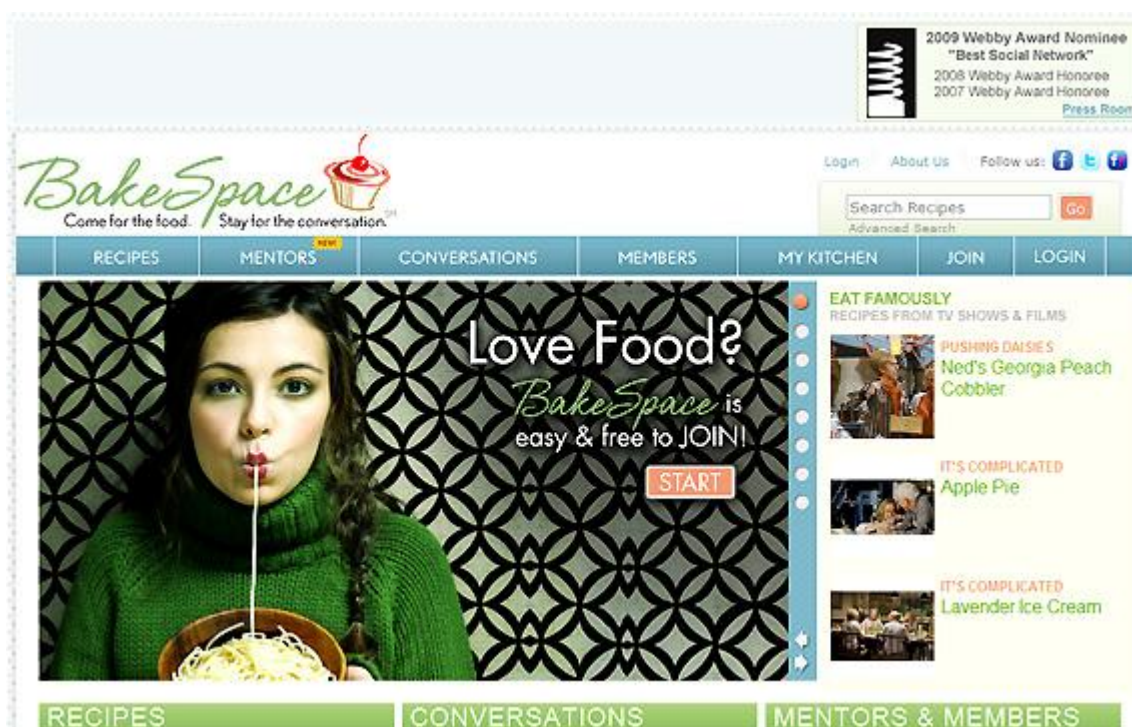 2009 Webby Award Nominee
"Best Social Network"
2008 Webby Award Honoree
2007 Webby Award Honoree
Press Room
BakeSpace
Come for the food. Stay for the conversation.
SM
Login About Us Follow us:
Search Recipes Go
Advanced Search
NEW!
RECIPES MENTORS CONVERSATIONS MEMBERS MY KITCHEN JOIN LOGIN
Love Food?
BakeSpace is
easy & free to JOIN!
START
EAT FAMOUSLY
RECIPES FROM TV SHOWS & FILMS
PUSHING DAISIES
Ned's Georgia Peach
Cobbler
IT'S COMPLICATED
Apple Pie
IT'S COMPLICATED
Lavender Ice Cream
RECIPES CONVERSATIONS MENTORS & MEMBERS